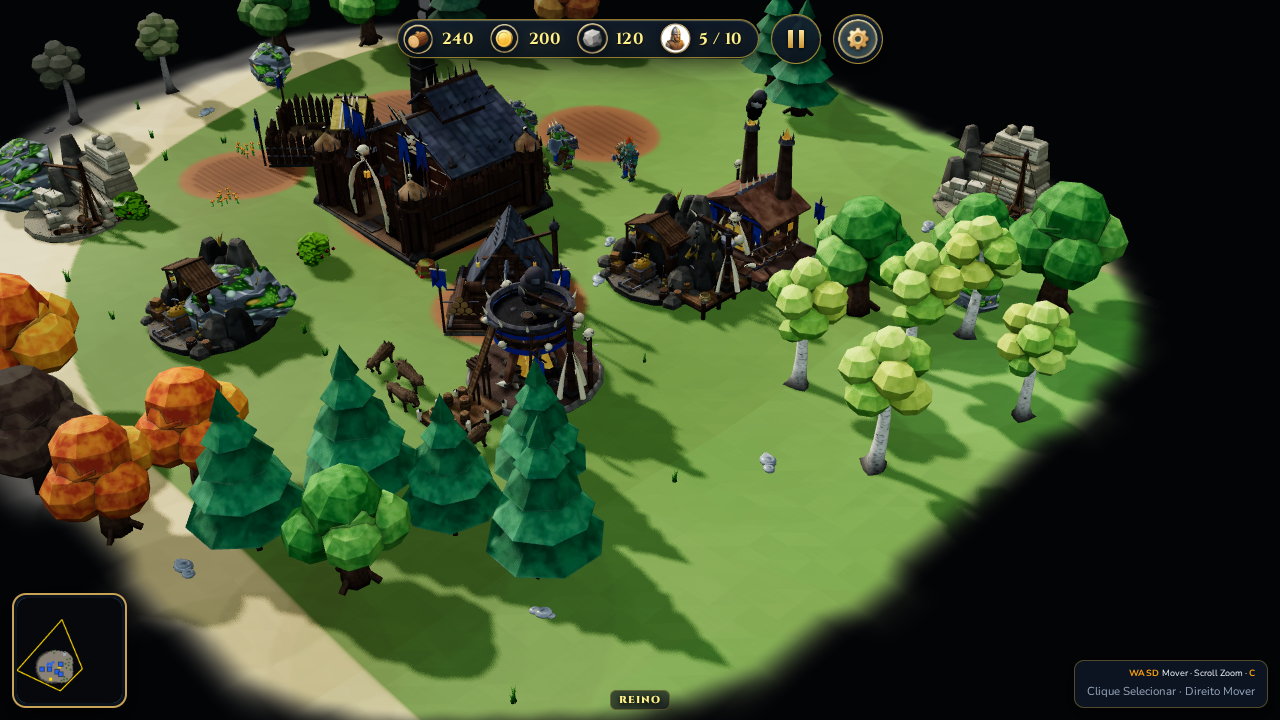 240 200 120 5 / 10
WASD Mover · Scroll Zoom · C
Clique Selecionar · Direito Mover
REINO